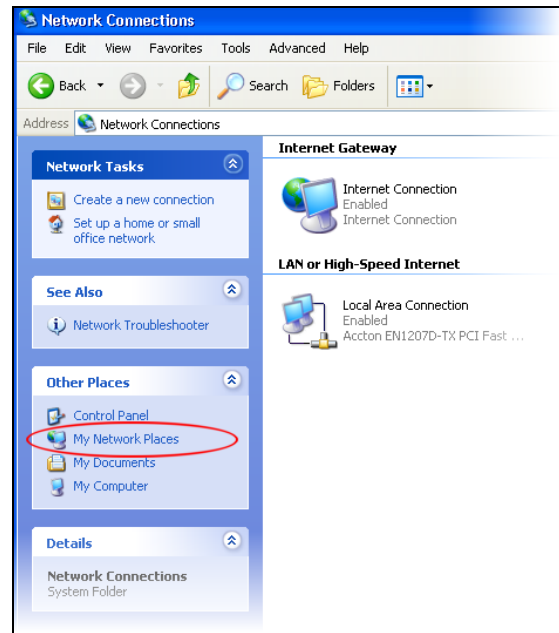 Network Connections
File Edit View Favorites Tools Advanced Help
Back Search Folders
Address Network Connections
Network Tasks
Create a new connection
Set up a home or small
office network
See Also
Network Troubleshooter
Other Places
Control Panel
My Network Places
My Documents
My Computer
Details
Network Connections
System Folder
Internet Gateway
Internet Connection
Enabled
Internet Connection
LAN or High-Speed Internet
Local Area Connection
Enabled
Accton EN1207D-TX PCI Fast ...